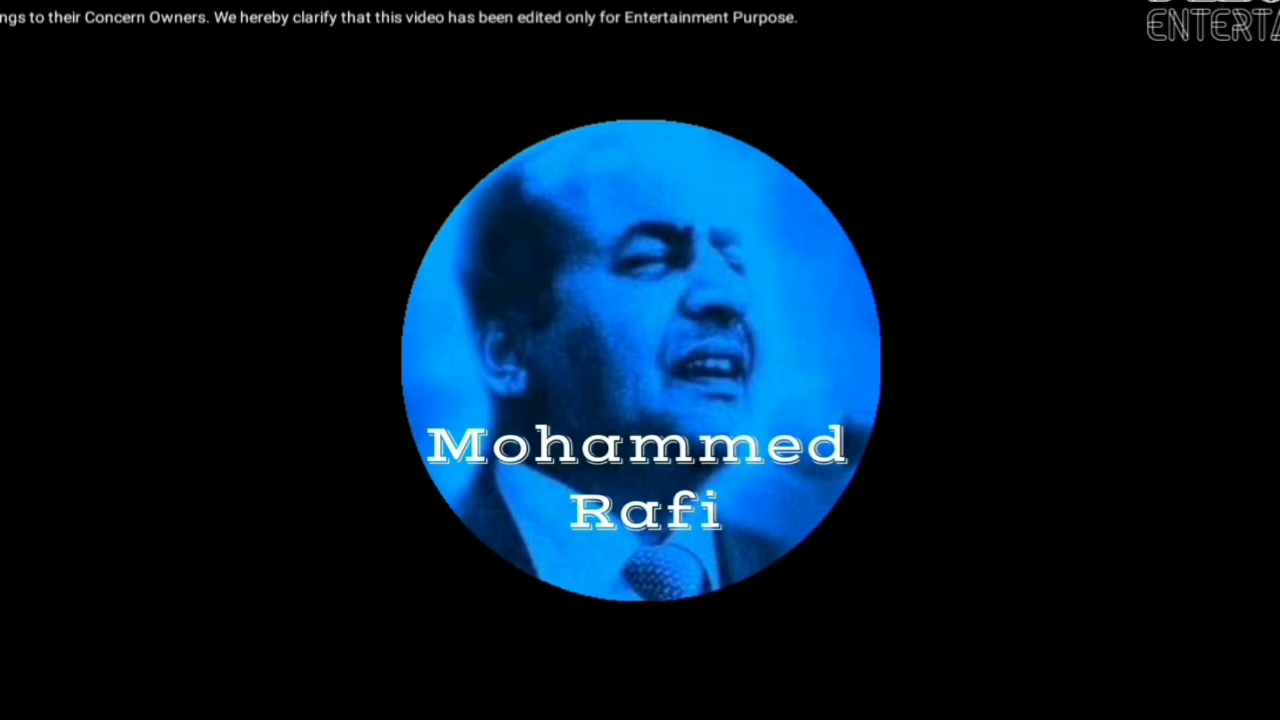 ngs to their Concern Owners. We hereby clarify that this video has been edited only for Entertainment Purpose.
ENTERTA
Mohammed
Rafi